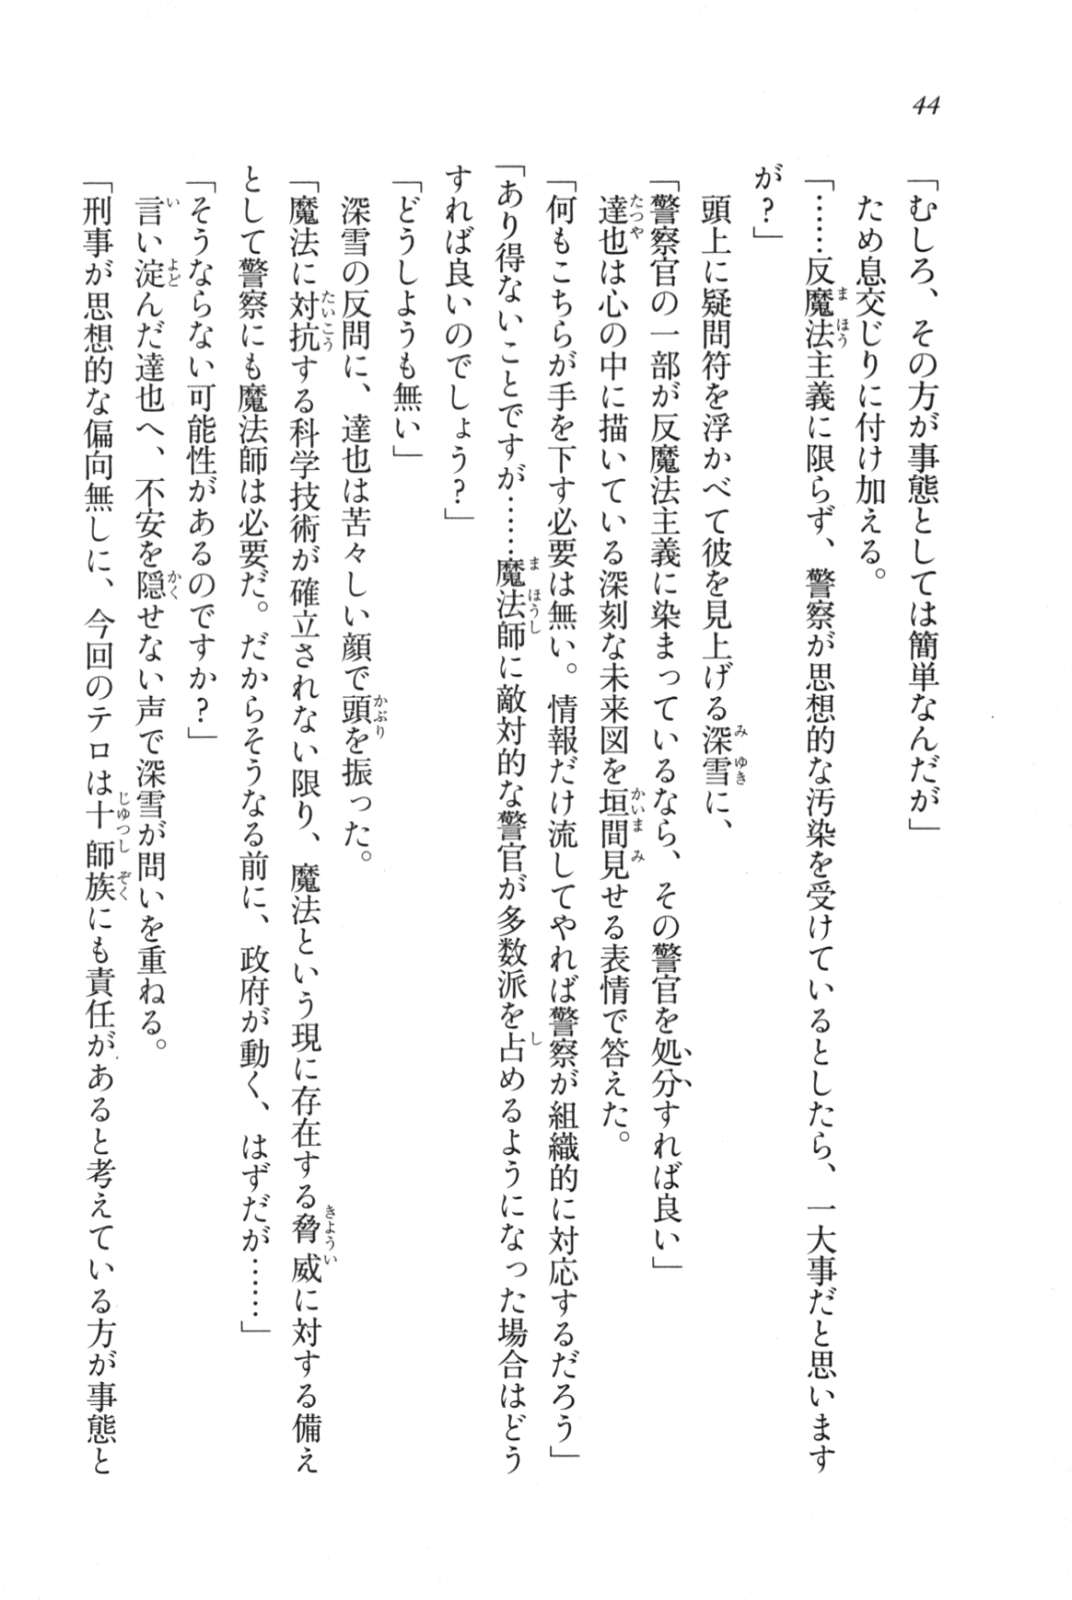 44
「むしろ、その方が事態としては簡単なんだが」
ため息交じりに付け加える。
「……反魔法主義に限らず、警察が思想的な汚染を受けているとしたら、一大事だと思います
が?」
頭上に疑問符を浮かべて彼を見上げる深雪に、
「警察官の一部が反魔法主義に染まっているなら、その警官を処分すれば良い」
達也は心の中に描いている深刻な未来図を垣間見せる表情で答えた。
「何もこちらが手を下す必要は無い。情報だけ流してやれば警察が組織的に対応するだろう」
「あり得ないことですが……魔法師に敵対的な警官が多数派を占めるようになった場合はどう
すれば良いのでしょう?」
「どうしようも無い」
深雪の反問に、達也は苦々しい顔で頭を振った。
「魔法に対抗する科学技術が確立されない限り、魔法という現に存在する脅威に対する備え
として警察にも魔法師は必要だ。だからそうなる前に、政府が動く、はずだが……」
「そうならない可能性があるのですか?」
言い淀んだ達也へ、不安を隠せない声で深雪が問いを重ねる。
「刑事が思想的な偏向無しに、今回のテロは十師族にも責任があると考えている方が事態と